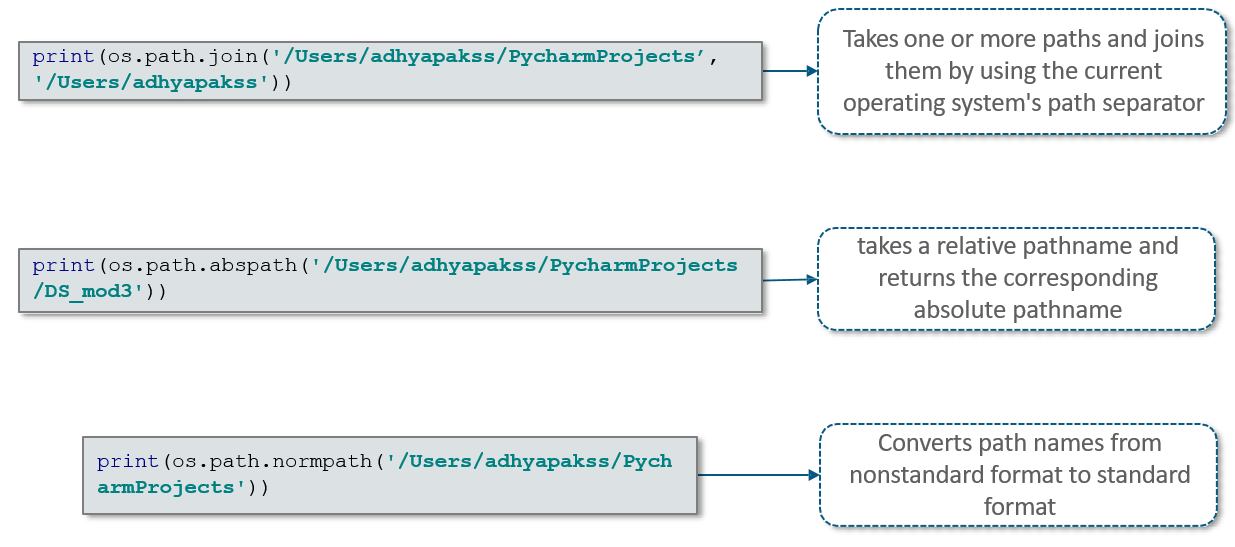 print(os.path.join('/Users/adhyapakss/PycharmProjects’,
'/Users/adhyapakss'))
Takes one or more paths and joins
them by using the current
operating system's path separator
print(os.path.abspath('/Users/adhyapakss/PycharmProjects
/DS_mod3'))
takes a relative pathname and
returns the corresponding
absolute pathname
print(os.path.normpath('/Users/adhyapakss/Pych
armProjects'))
Converts path names from
nonstandard format to standard
format